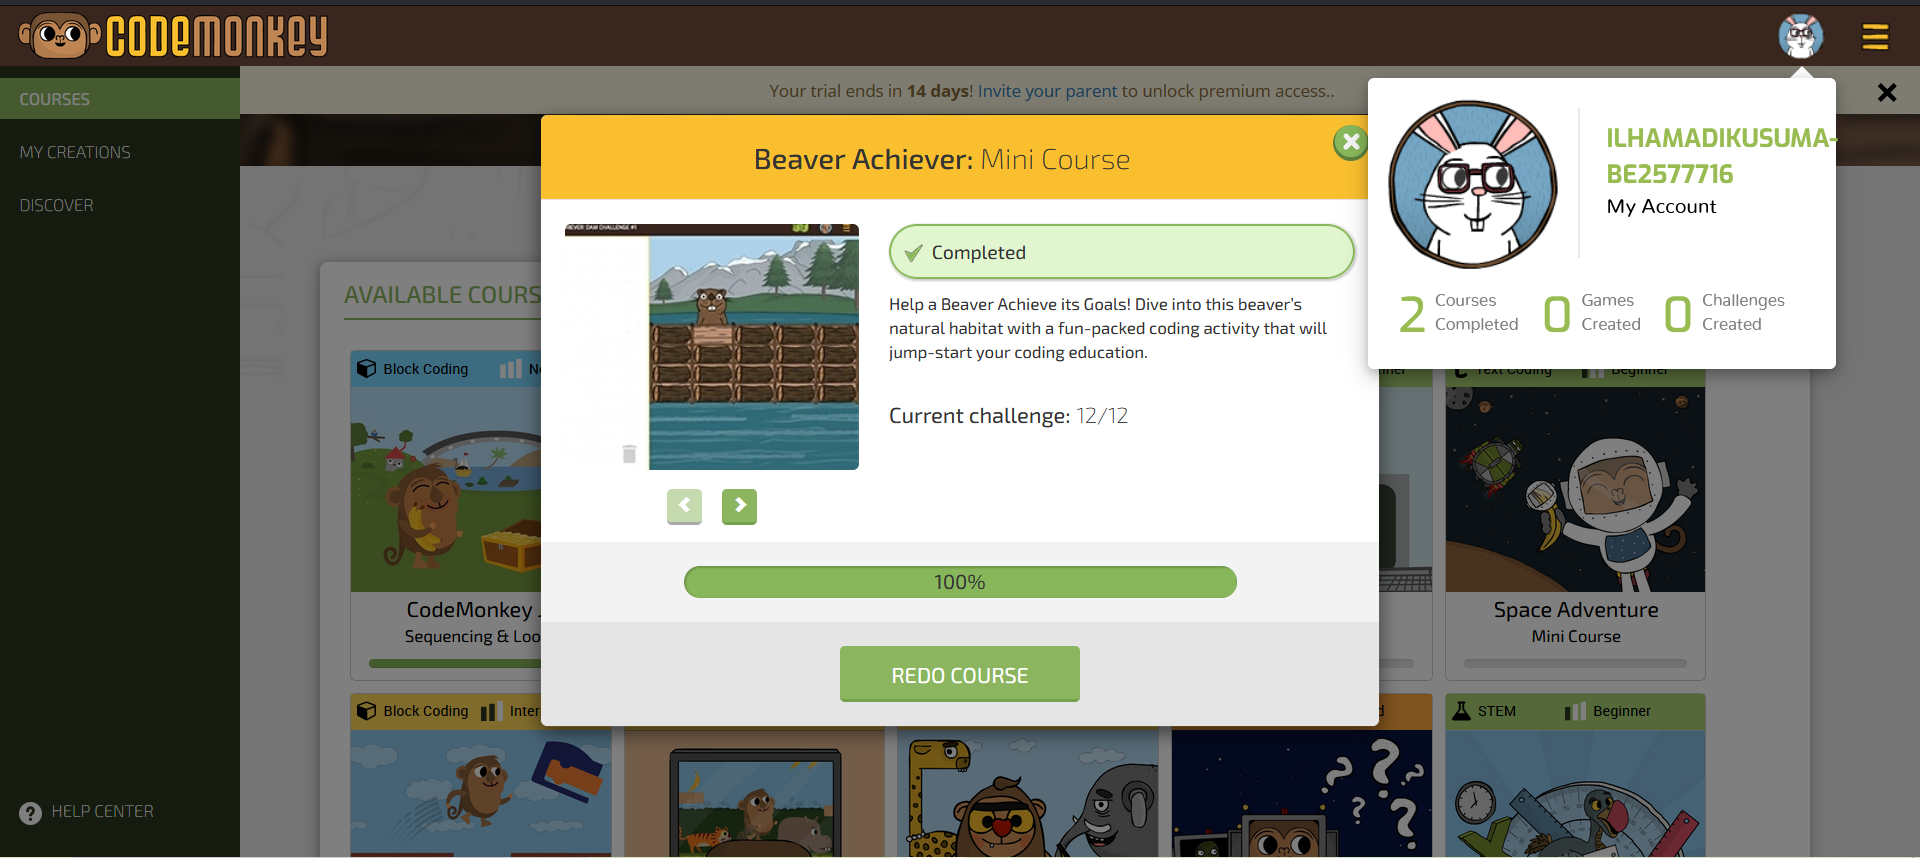 CODEMONKEY
COURSES
MY CREATIONS
DISCOVER
HELP CENTER
Your trial ends in 14 days! Invite your parent to unlock premium access..
ILHAMADIKUSUMA-
BE2577716
My Account
2 Courses Completed
0 Games Created
0 Challenges Created
Beaver Achiever: Mini Course
IEVER: DAM CHALLENGE #1
Completed
Help a Beaver Achieve its Goals! Dive into this beaver's
natural habitat with a fun-packed coding activity that will
jump-start your coding education.
Current challenge: 12/12
100%
REDO COURSE
AVAILABLE COURS
Block Coding
CodeMonkey
Sequencing & Loo
Text Coding Beginner
Space Adventure
Mini Course
Block Coding Inter
STEM Beginner